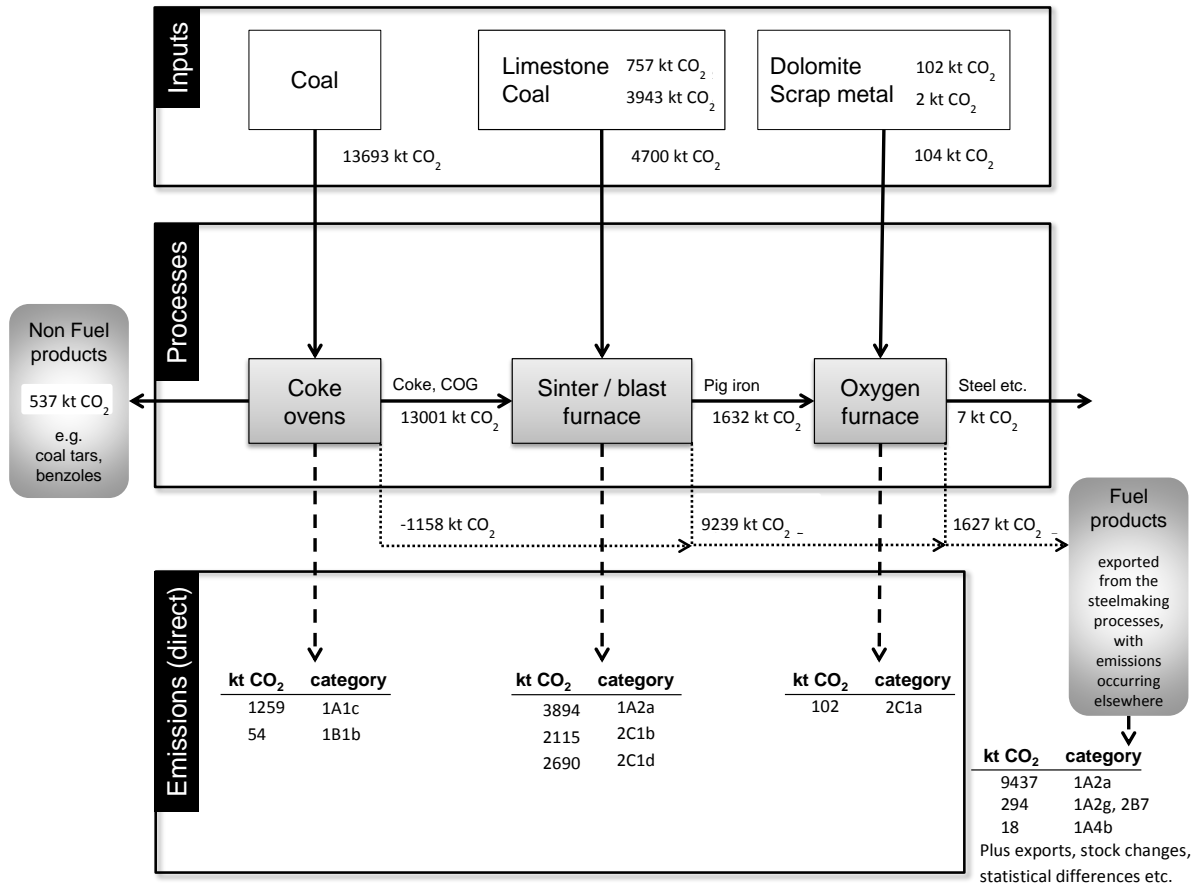 Inputs
Coal
Limestone 757 kt CO₂
Coal 3943 kt CO₂
Dolomite 102 kt CO₂
Scrap metal 2 kt CO₂
13693 kt CO₂
4700 kt CO₂
104 kt CO₂
Processes
Non Fuel
products
537 kt CO₂
e.g.
coal tars,
benzoles
Coke
ovens
Coke, COG
13001 kt CO₂
Sinter / blast
furnace
Pig iron
1632 kt CO₂
Oxygen
furnace
Steel etc.
7 kt CO₂
-1158 kt CO₂
9239 kt CO₂
1627 kt CO₂
Fuel
products
exported
from the
steelmaking
processes,
with
emissions
occurring
elsewhere
Emissions (direct)
kt CO₂ category
1259 1A1c
54 1B1b
kt CO₂ category
3894 1A2a
2115 2C1b
2690 2C1d
kt CO₂ category
102 2C1a
kt CO₂ category
9437 1A2a
294 1A2g, 2B7
18 1A4b
Plus exports, stock changes,
statistical differences etc.